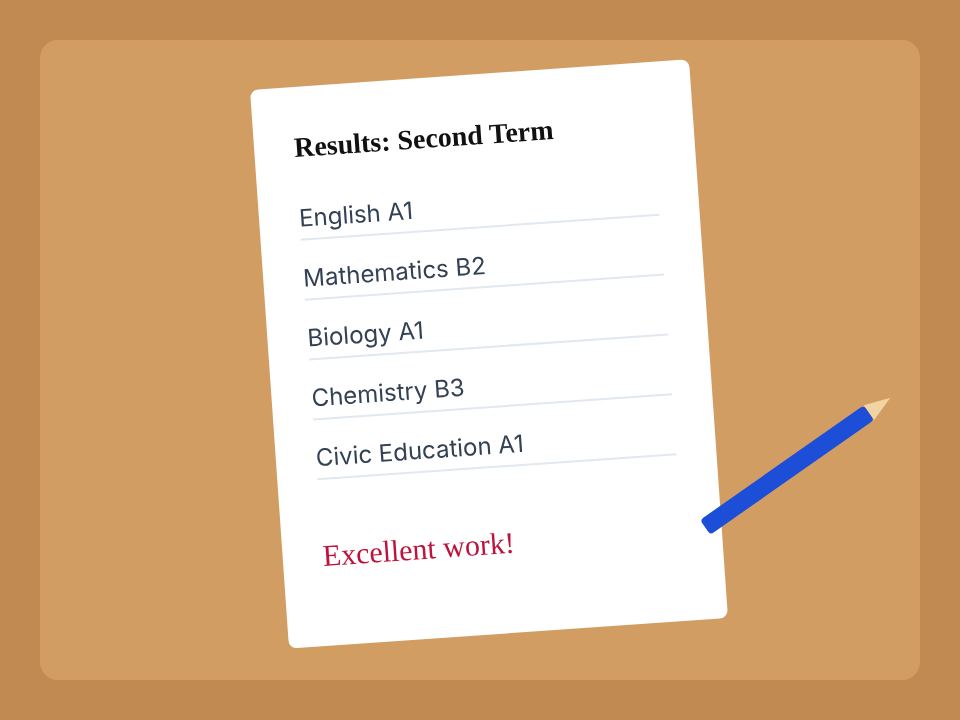 Results: Second Term
English A1
Mathematics B2
Biology A1
Chemistry B3
Civic Education A1
Excellent work!